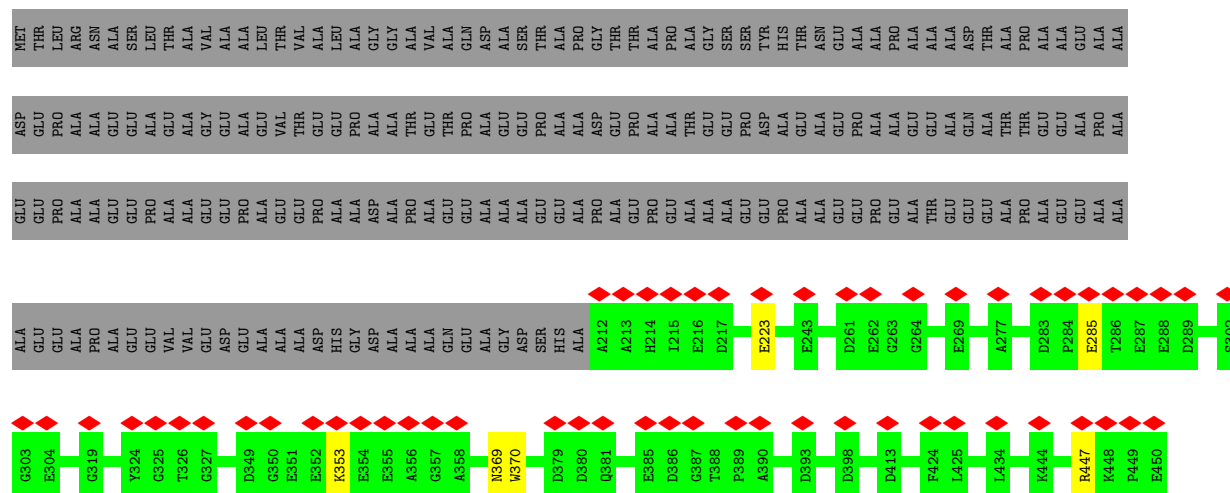 MET THR LEU ARG ASN ALA SER LEU THR ALA VAL ALA ALA LEU THR VAL ALA LEU ALA GLY GLY ALA VAL ALA GLN ASP ALA SER THR ALA PRO GLY THR THR ALA PRO ALA GLY SER SER TYR HIS THR ASN GLU ALA ALA PRO ALA ALA ALA ASP THR ALA PRO ALA ALA GLU ALA ALA
ASP GLU PRO ALA ALA GLU GLU ALA GLU ALA GLY GLU ALA GLU VAL THR GLU GLU PRO ALA ALA THR GLU THR PRO ALA GLU GLU PRO ALA ALA ASP GLU PRO ALA ALA THR GLU GLU PRO ASP ALA GLU ASN GLU PRO ALA ALA GLU GLU ALA GLN ALA THR THR GLU GLU ALA PRO ALA
GLU GLU PRO ALA ALA GLU GLU PRO ALA ALA GLU GLU PRO ALA GLU GLU PRO ALA ALA ASP ALA PRO ALA GLU GLU ALA ALA ALA GLU GLU ALA PRO ALA GLU PRO GLU ALA ALA ALA GLU GLU PRO ALA ALA GLU GLU PRO GLU ALA THR GLU GLU GLU ALA PRO ALA GLU GLU ALA ALA
ALA GLU GLU ALA PRO ALA GLU GLU VAL VAL GLU ASP GLU ALA ALA ALA ASP HIS GLY ASP ALA ALA ALA GLN GLU ALA GLY ASP SER HIS ALA A212 A213 H214 I215 E216 D217 E223 E243 D261 E262 G263 G264 E269 A277 D283 P284 E285 T286 E287 E288 D289
G303 E304 G319 Y324 G325 T326 G327 D349 G350 E351 E352 K353 E354 E355 A356 G357 A358 N369 W370 D379 D380 Q381 E385 D386 G387 T388 P389 A390 D393 D398 D413 F424 L425 L434 K444 R447 K448 P449 E450